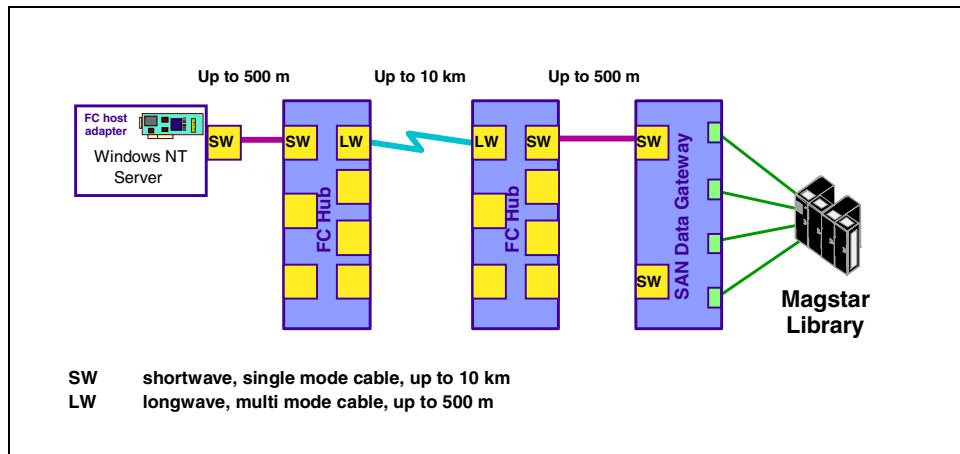 Up to 500 m
Up to 10 km
Up to 500 m
FC host
adapter
Windows NT
Server
SW
SW
LW
FC Hub
LW
SW
FC Hub
SW
SW
SAN Data Gateway
Magstar
Library
SW shortwave, single mode cable, up to 10 km
LW longwave, multi mode cable, up to 500 m